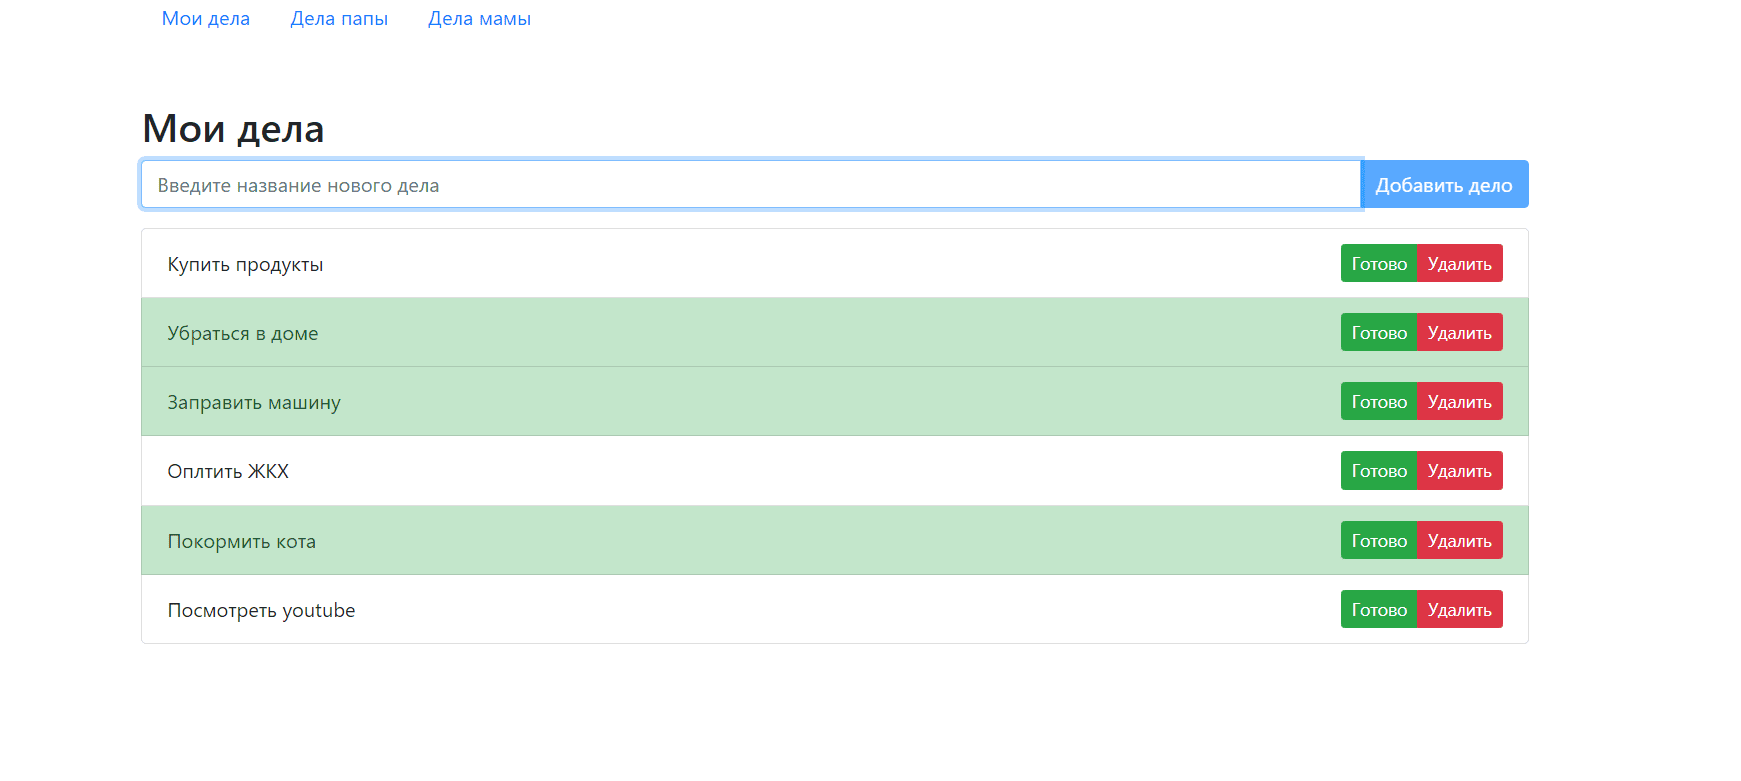 Мои дела Дела папы Дела мамы
Мои дела
Введите название нового дела Добавить дело
Купить продукты Готово Удалить
Убраться в доме Готово Удалить
Заправить машину Готово Удалить
Оплтить ЖКХ Готово Удалить
Покормить кота Готово Удалить
Посмотреть youtube Готово Удалить